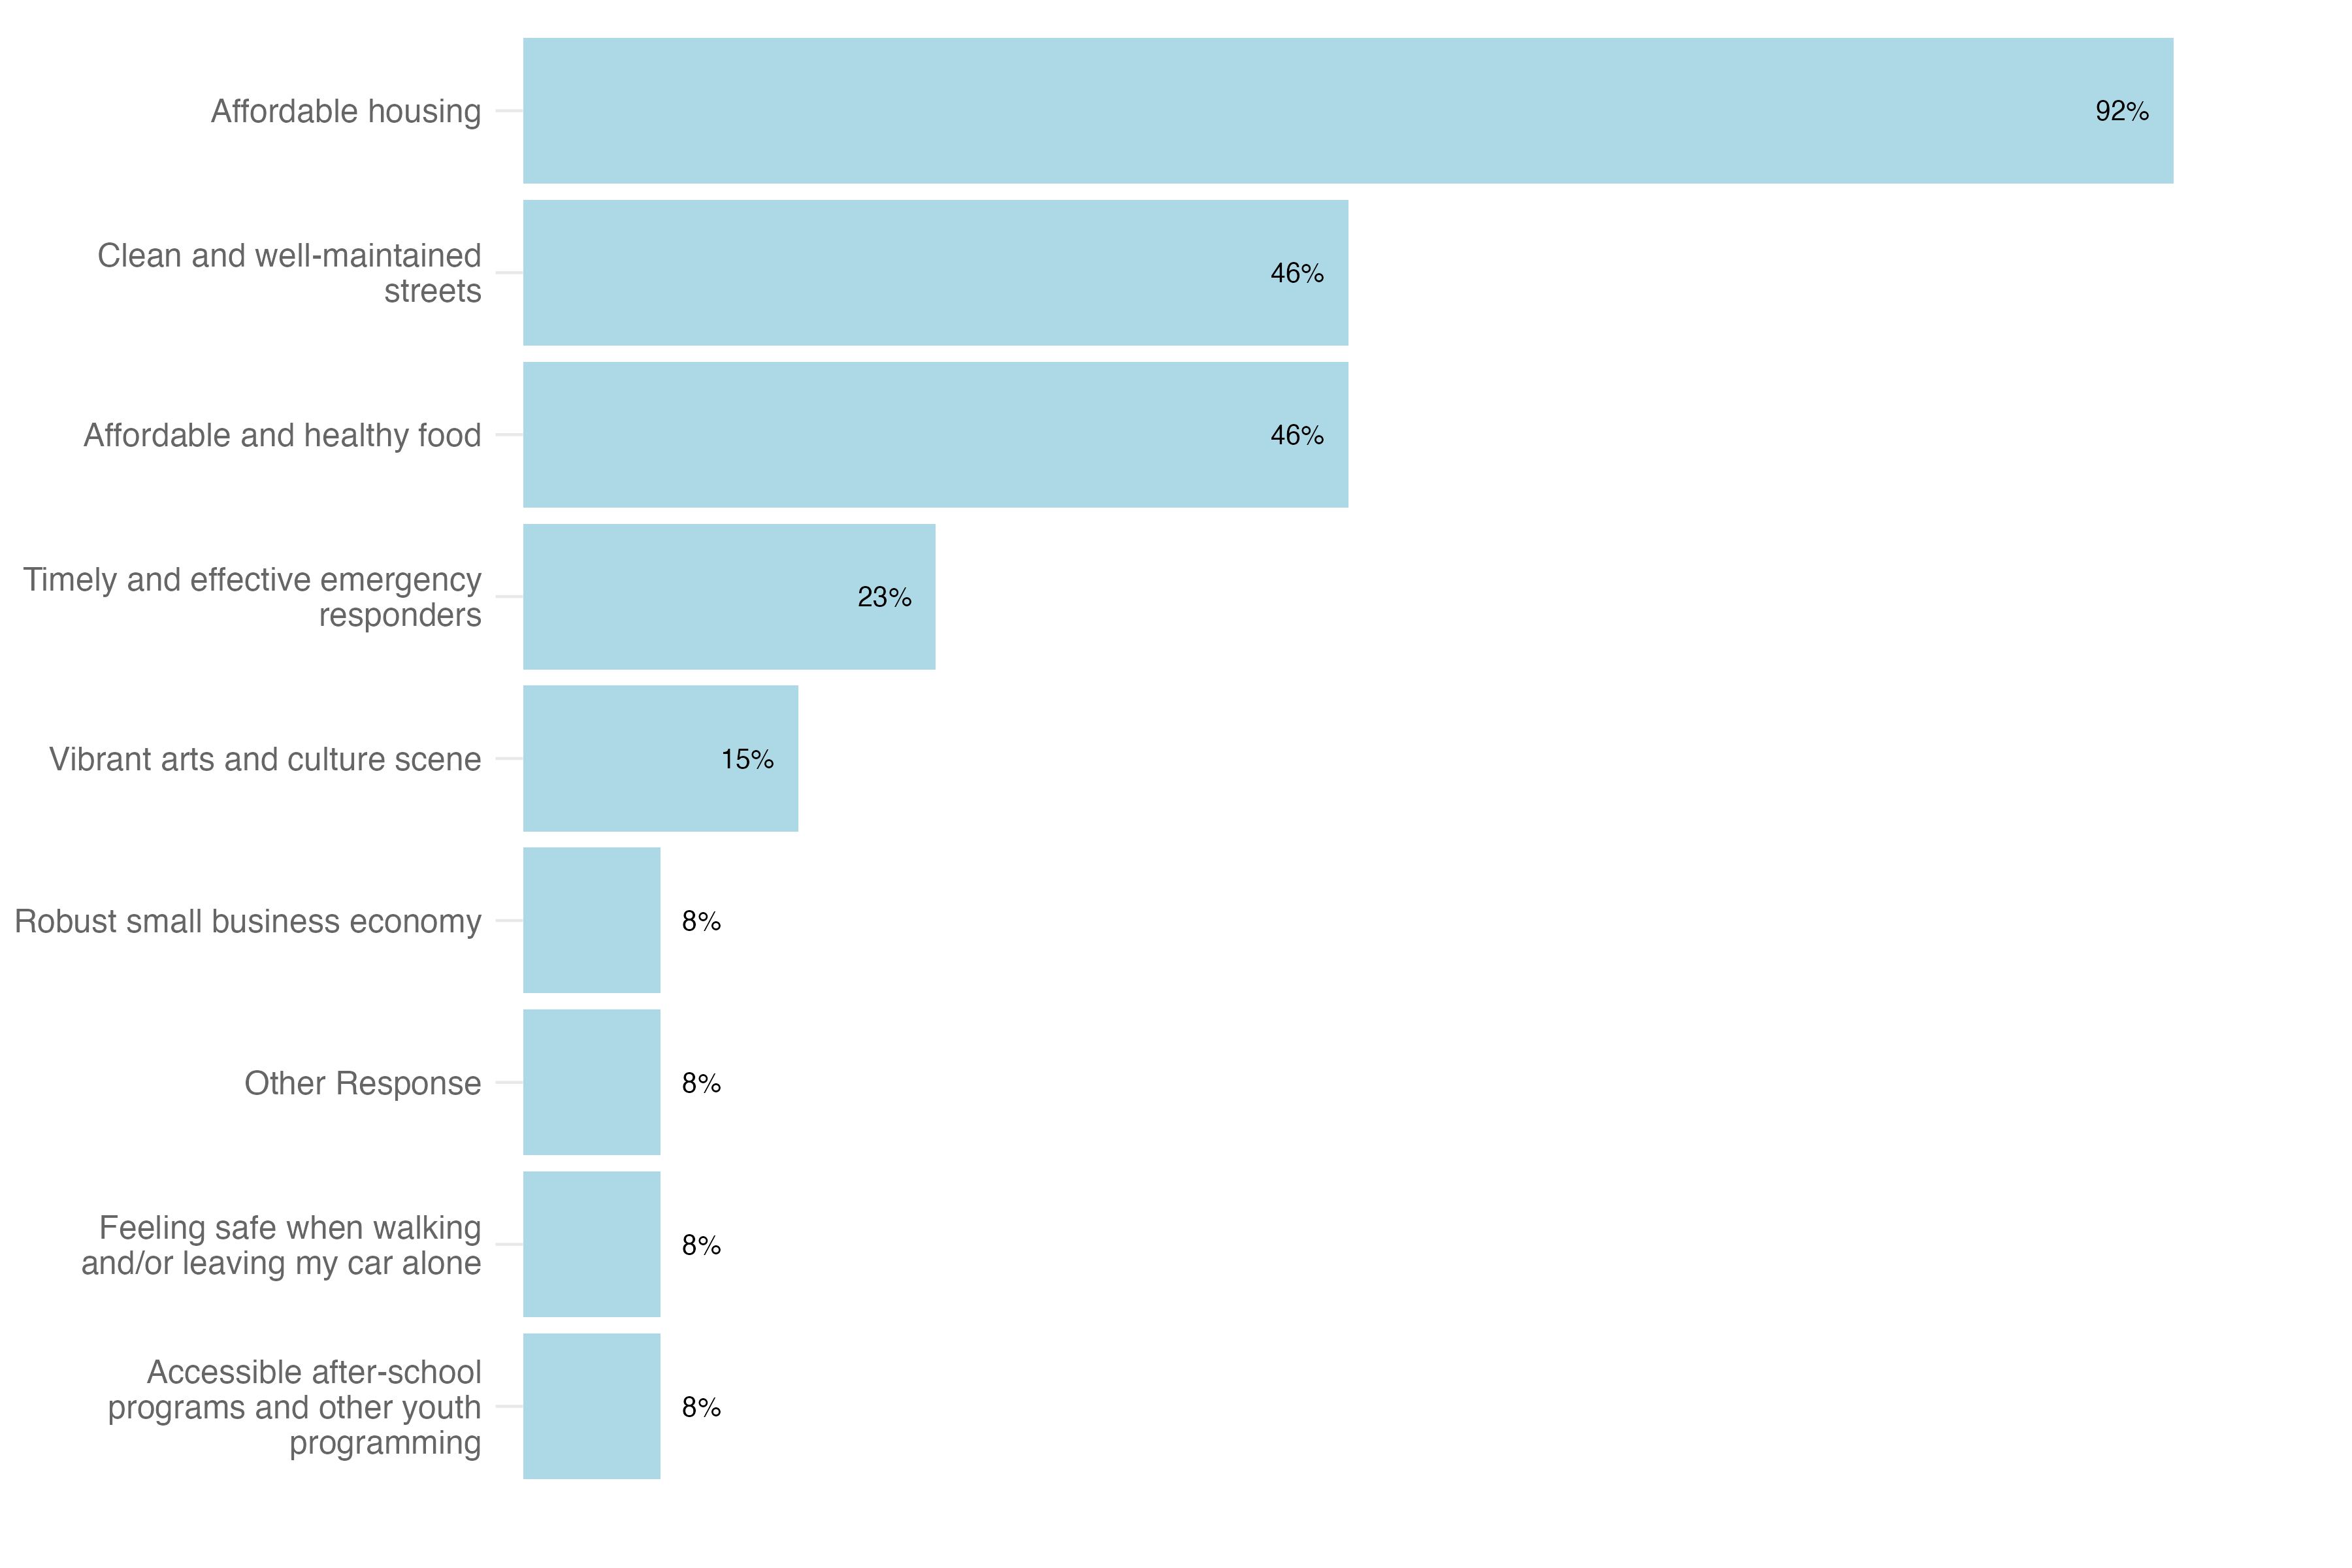 Affordable housing
92%
Clean and well-maintained
streets
46%
Affordable and healthy food
46%
Timely and effective emergency
responders
23%
Vibrant arts and culture scene
15%
Robust small business economy
8%
Other Response
8%
Feeling safe when walking
and/or leaving my car alone
8%
Accessible after-school
programs and other youth
programming
8%